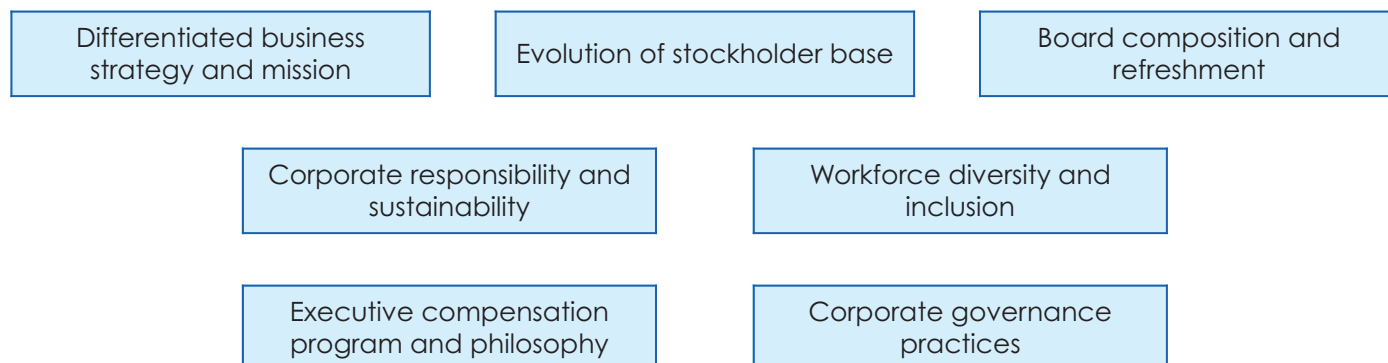 Differentiated business
strategy and mission
Evolution of stockholder base
Board composition and
refreshment
Corporate responsibility and
sustainability
Workforce diversity and
inclusion
Executive compensation
program and philosophy
Corporate governance
practices